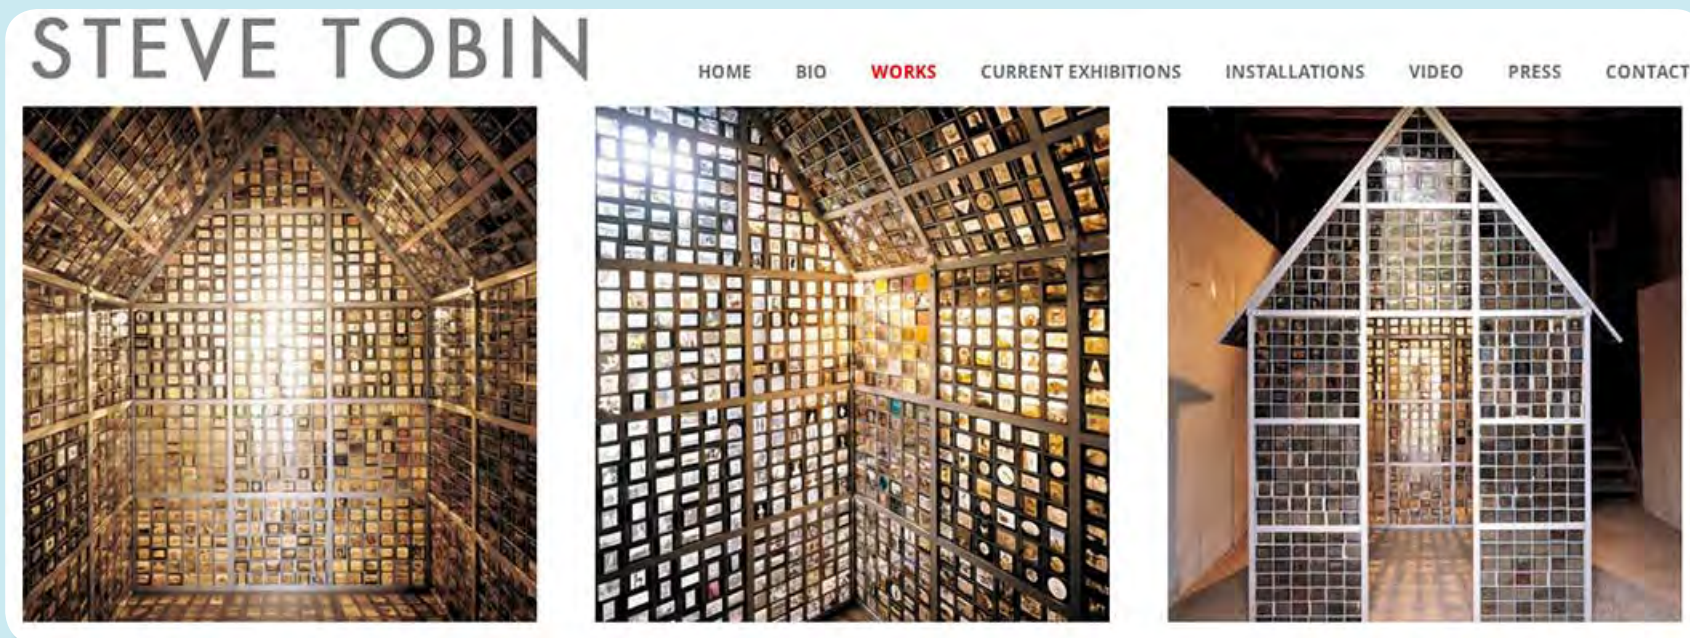 STEVE TOBIN
HOME BIO WORKS CURRENT EXHIBITIONS INSTALLATIONS VIDEO PRESS CONTACT